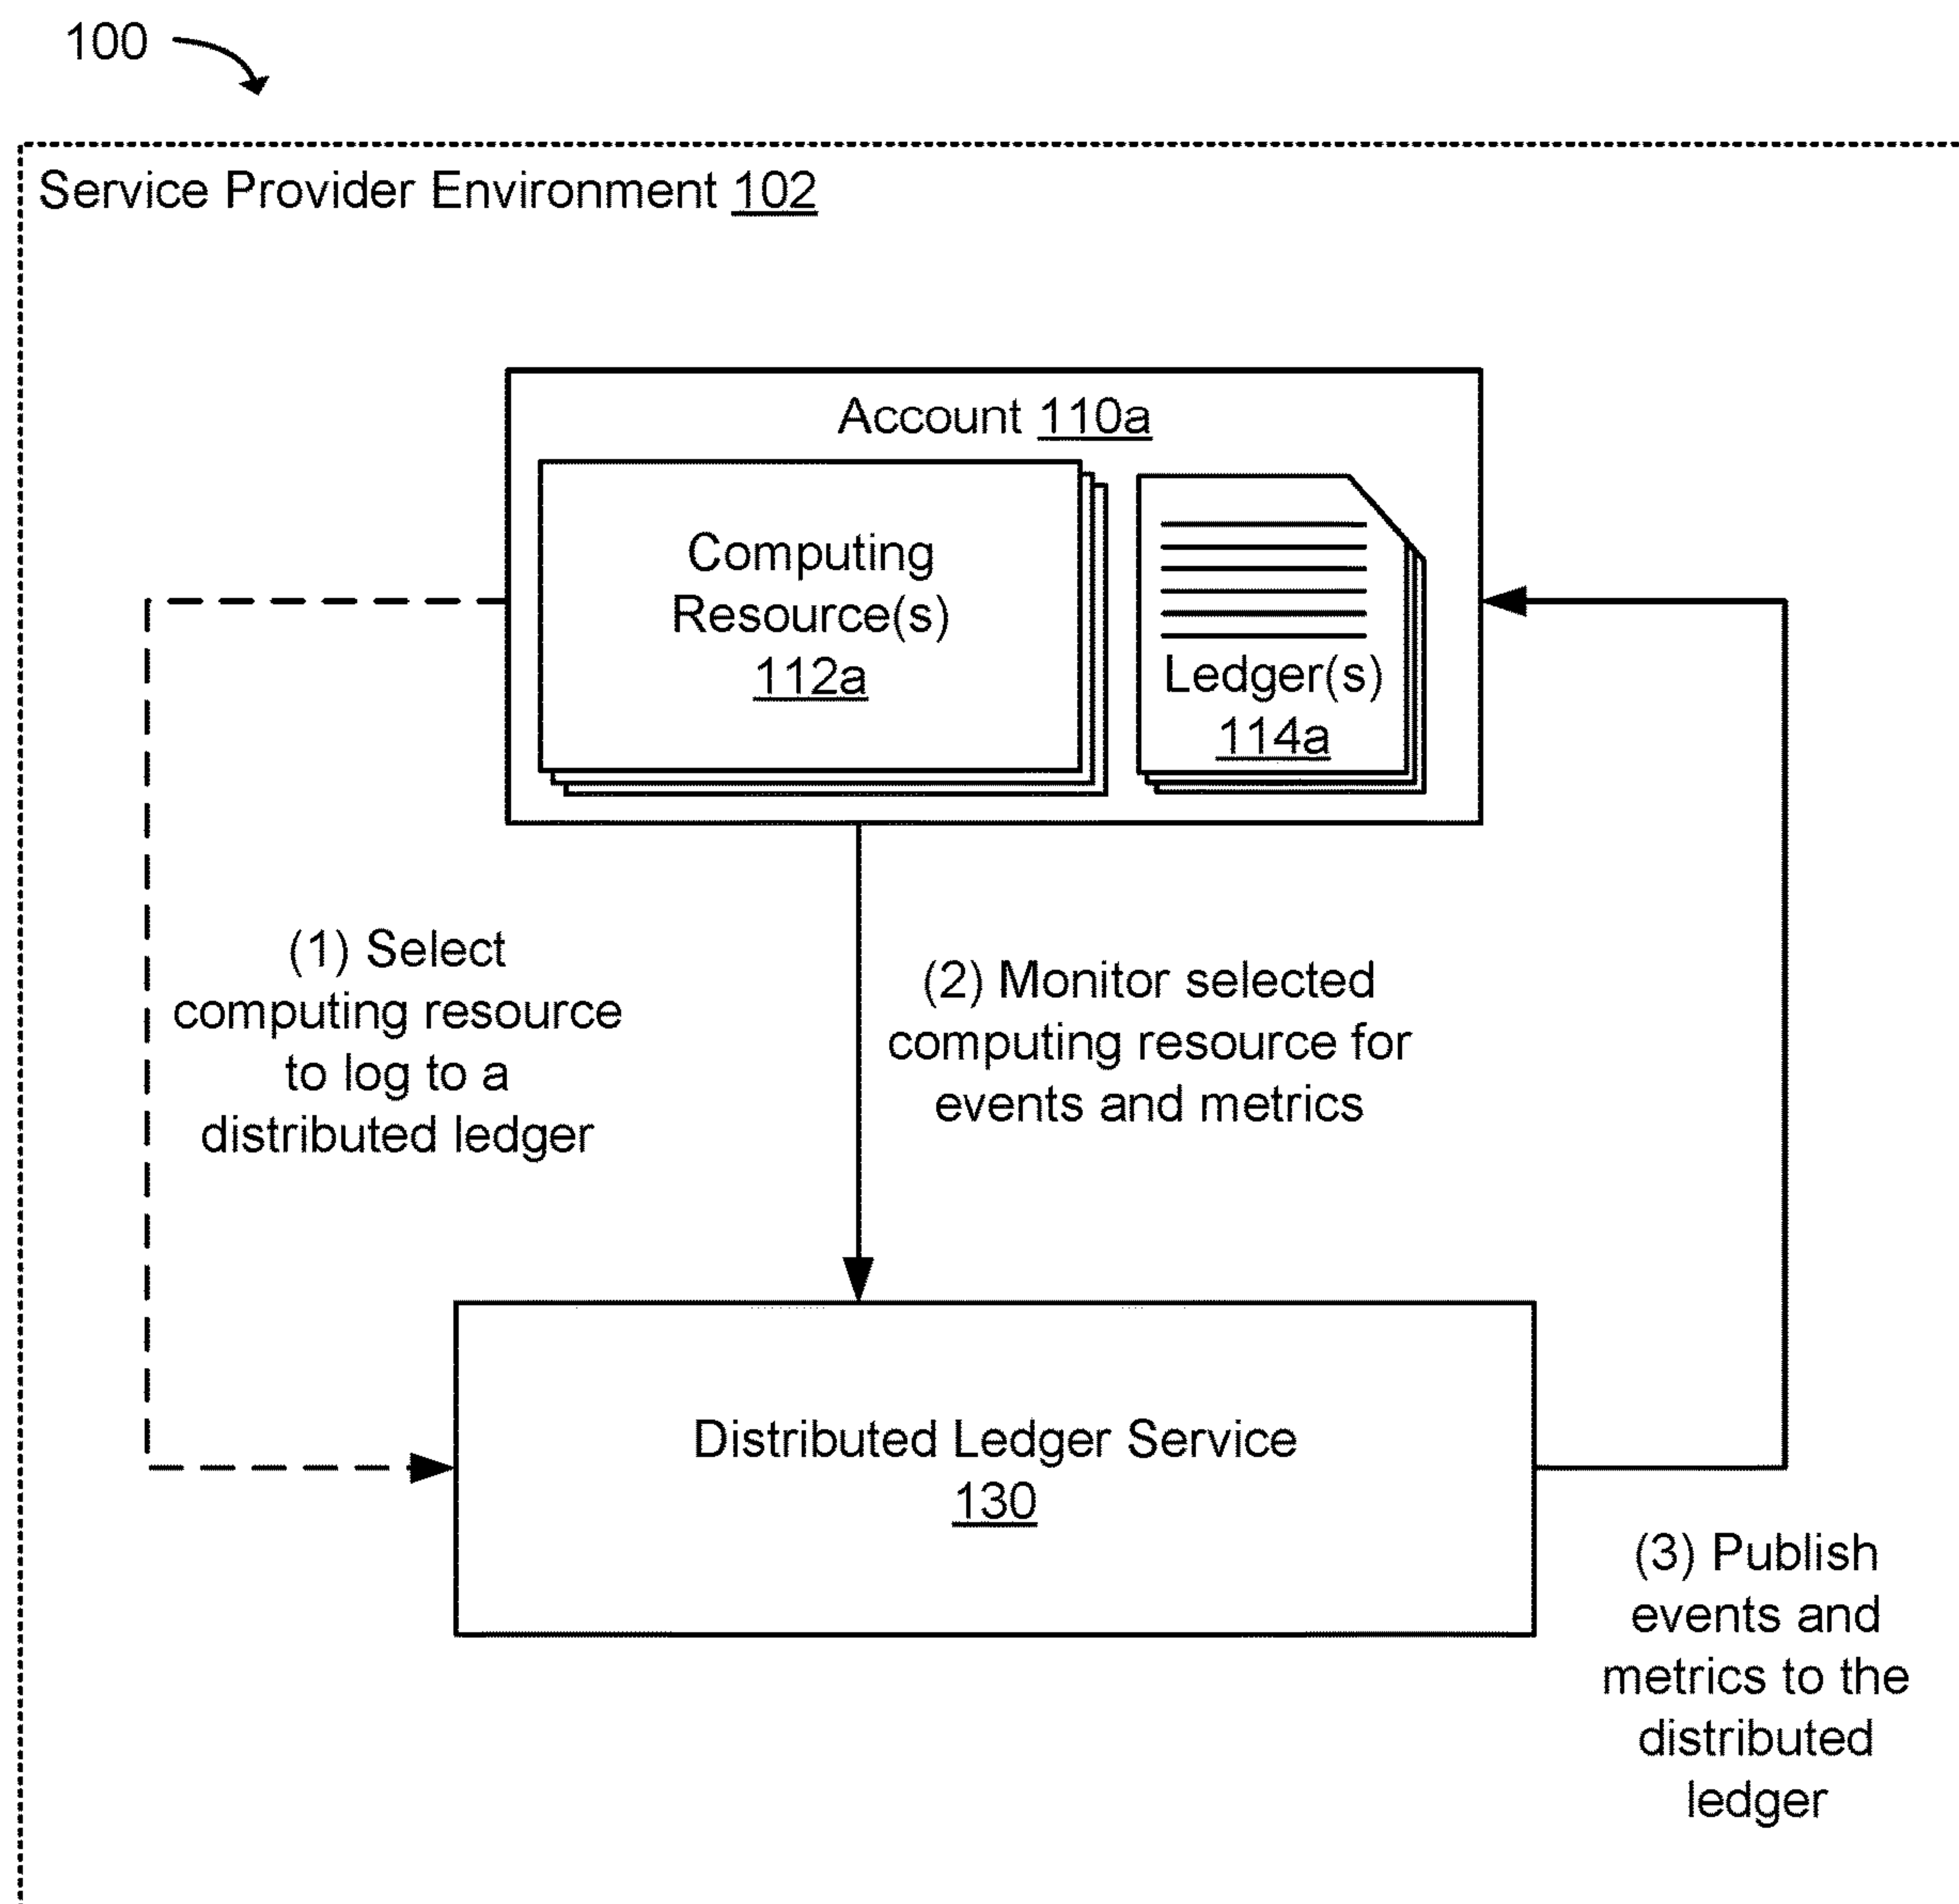 100
Service Provider Environment 102
Account 110a
Computing
Resource(s)
112a
Ledger(s)
114a
(1) Select
computing resource
to log to a
distributed ledger
(2) Monitor selected
computing resource for
events and metrics
Distributed Ledger Service
130
(3) Publish
events and
metrics to the
distributed
ledger